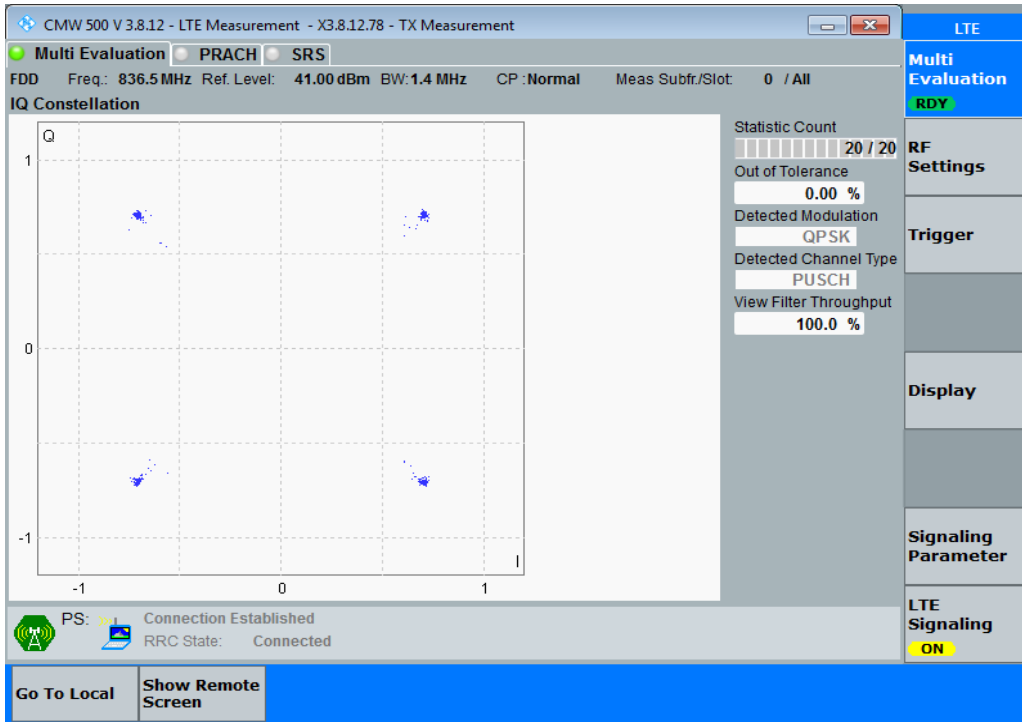 CMW 500 V 3.8.12 - LTE Measurement - X3.8.12.78 - TX Measurement
LTE
Multi Evaluation PRACH SRS
FDD Freq.: 836.5 MHz Ref. Level: 41.00 dBm BW: 1.4 MHz CP : Normal Meas Subfr./Slot: 0 / All
IQ Constellation
Q
1
0
-1
I
-1 0 1
Statistic Count
20 / 20
Out of Tolerance
0.00 %
Detected Modulation
QPSK
Detected Channel Type
PUSCH
View Filter Throughput
100.0 %
Multi
Evaluation
RDY
RF
Settings
Trigger
Display
Signaling
Parameter
LTE
Signaling
ON
PS: Connection Established
RRC State: Connected
Go To Local
Show Remote
Screen